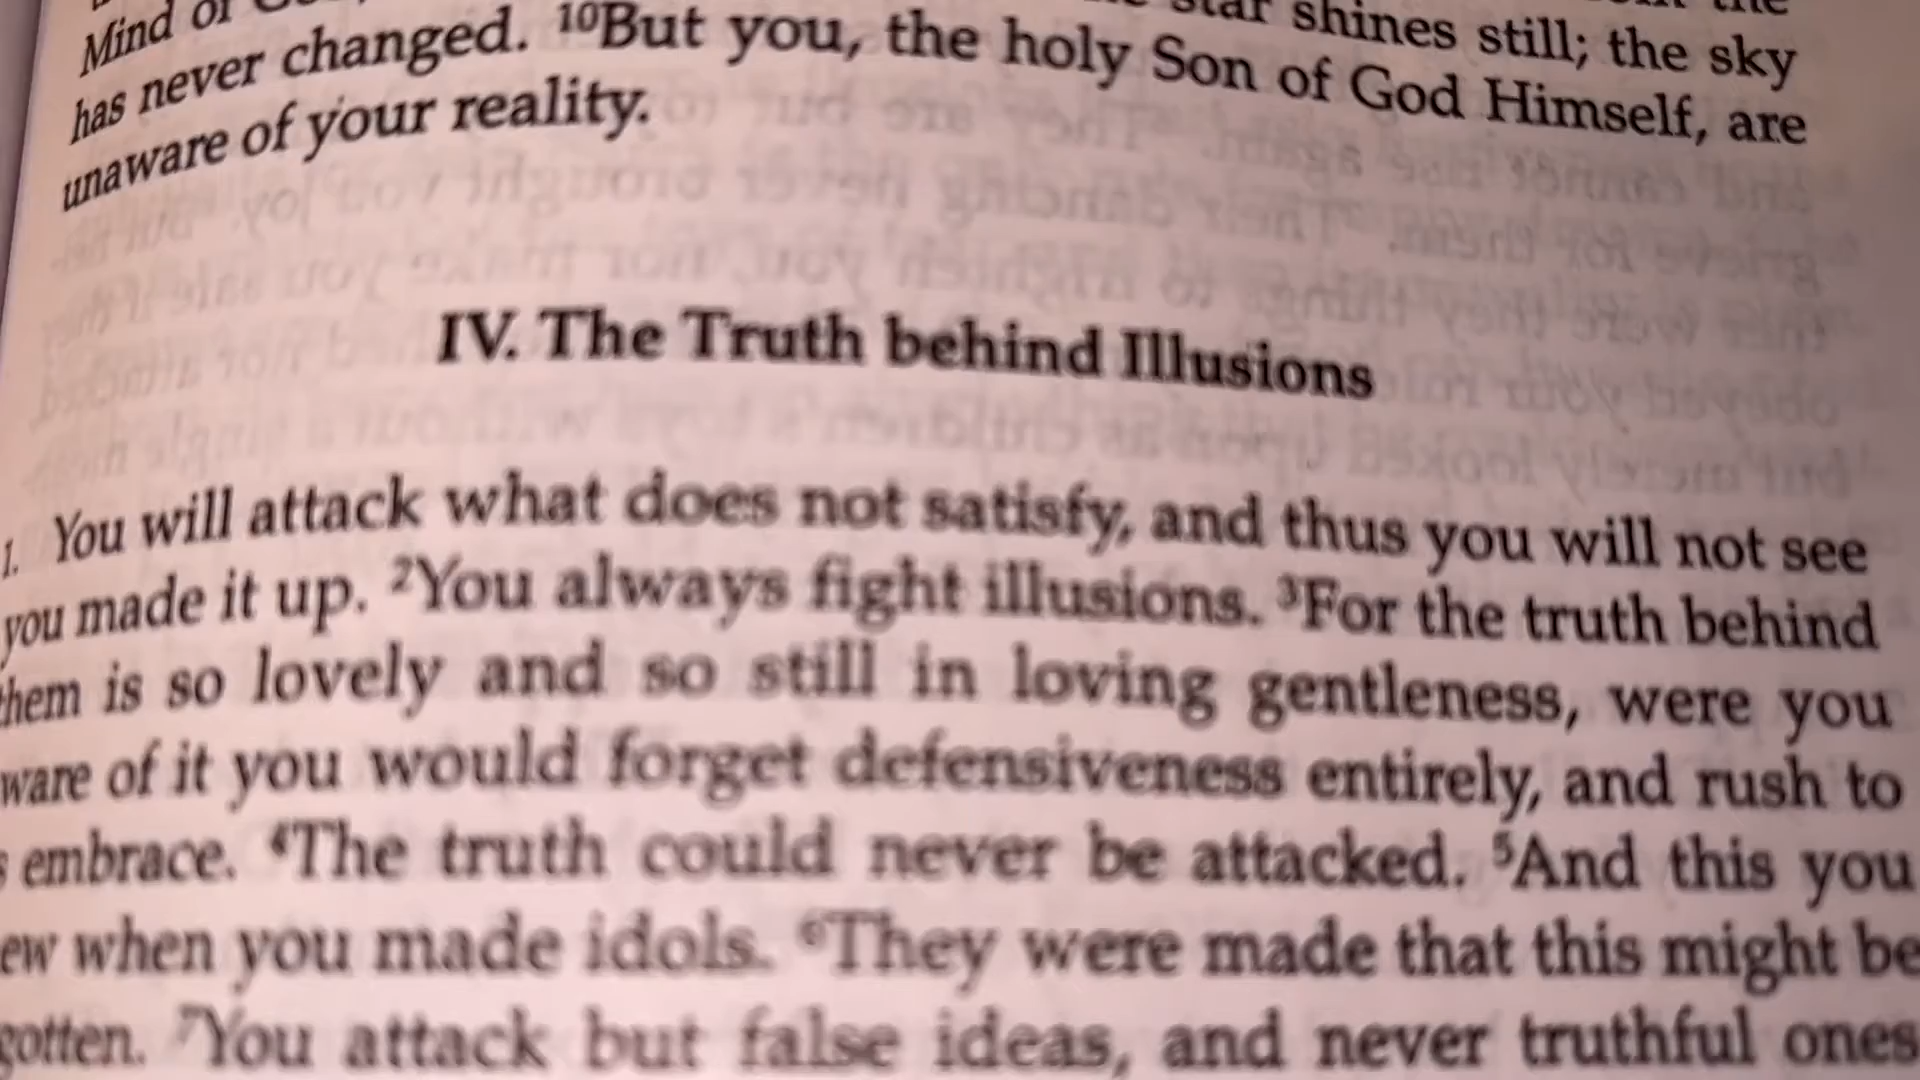 Mind of
star shines still; the sky
has never changed. ¹⁰But you, the holy Son of God Himself, are
unaware of your reality.
IV. The Truth behind Illusions
1. You will attack what does not satisfy, and thus you will not see
you made it up. ²You always fight illusions. ³For the truth behind
them is so lovely and so still in loving gentleness, were you
ware of it you would forget defensiveness entirely, and rush to
s embrace. ⁴The truth could never be attacked. ⁵And this you
ew when you made idols. ⁶They were made that this might be
gotten. ⁷You attack but false ideas, and never truthful ones